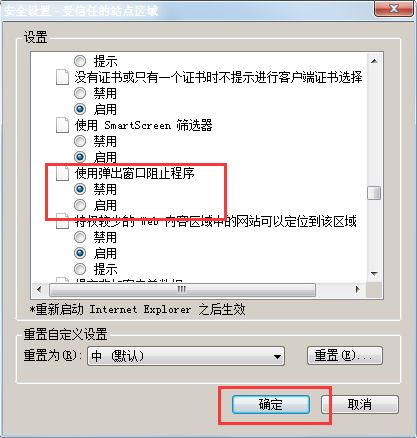 安全设置 - 受信任的站点区域
设置
提示
没有证书或只有一个证书时不提示进行客户端证书选择
禁用
启用
使用 SmartScreen 筛选器
禁用
启用
使用弹出窗口阻止程序
禁用
启用
特权较少的 Web 内容区域中的网站可以定位到该区域
禁用
启用
提示
*重新启动 Internet Explorer 之后生效
重置自定义设置
重置为(R): 中 (默认) 重置(E)...
确定 取消